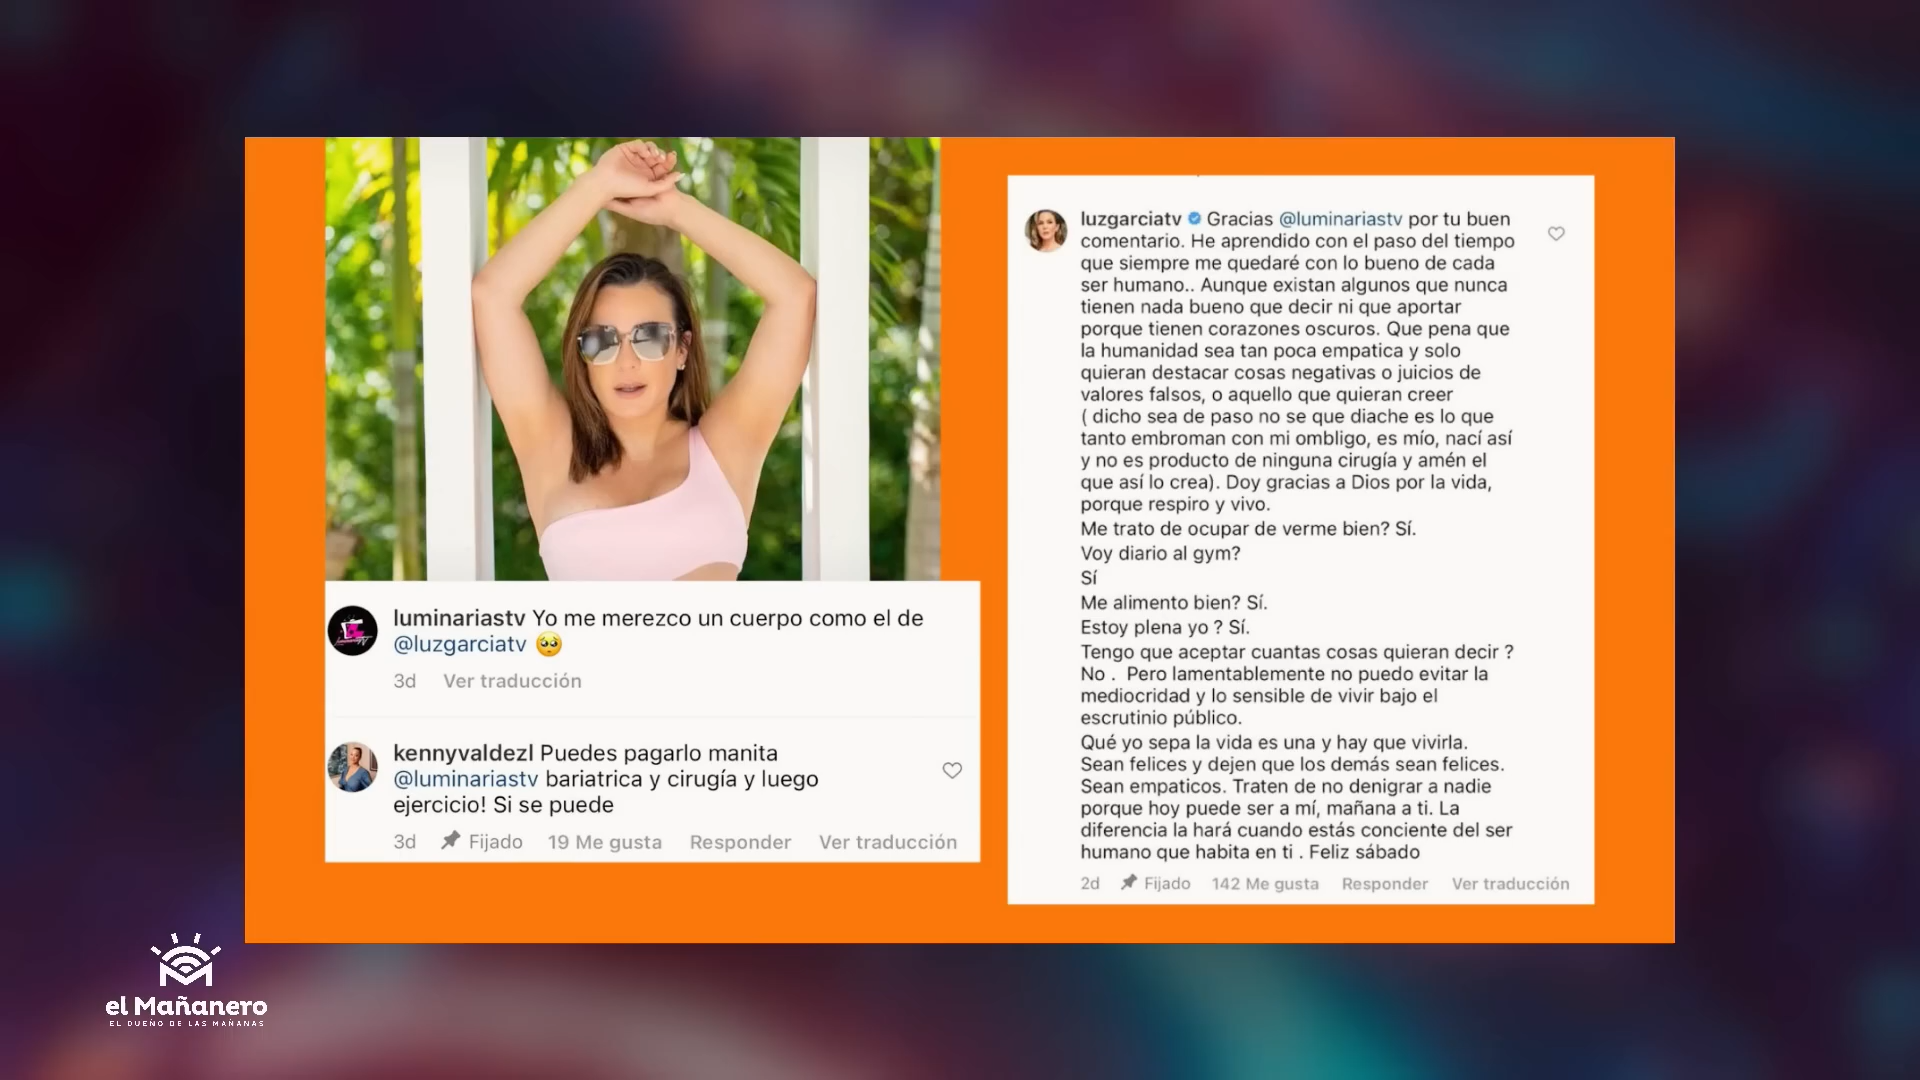 luminariastv Yo me merezco un cuerpo como el de
@luzgarciatv 🥺
3d Ver traducción
kennyvaldezl Puedes pagarlo manita
@luminariastv bariatrica y cirugía y luego
ejercicio! Si se puede
3d Fijado 19 Me gusta Responder Ver traducción
luzgarciatv Gracias @luminariastv por tu buen
comentario. He aprendido con el paso del tiempo
que siempre me quedaré con lo bueno de cada
ser humano.. Aunque existan algunos que nunca
tienen nada bueno que decir ni que aportar
porque tienen corazones oscuros. Que pena que
la humanidad sea tan poca empatica y solo
quieran destacar cosas negativas o juicios de
valores falsos, o aquello que quieran creer
( dicho sea de paso no se que diache es lo que
tanto embroman con mi ombligo, es mío, nací así
y no es producto de ninguna cirugía y amén el
que así lo crea). Doy gracias a Dios por la vida,
porque respiro y vivo.
Me trato de ocupar de verme bien? Sí.
Voy diario al gym?
Sí
Me alimento bien? Sí.
Estoy plena yo ? Sí.
Tengo que aceptar cuantas cosas quieran decir ?
No . Pero lamentablemente no puedo evitar la
mediocridad y lo sensible de vivir bajo el
escrutinio público.
Qué yo sepa la vida es una y hay que vivirla.
Sean felices y dejen que los demás sean felices.
Sean empaticos. Traten de no denigrar a nadie
porque hoy puede ser a mí, mañana a ti. La
diferencia la hará cuando estás conciente del ser
humano que habita en ti . Feliz sábado
2d Fijado 142 Me gusta Responder Ver traducción
el Mañanero
EL DUEÑO DE LAS MAÑANAS